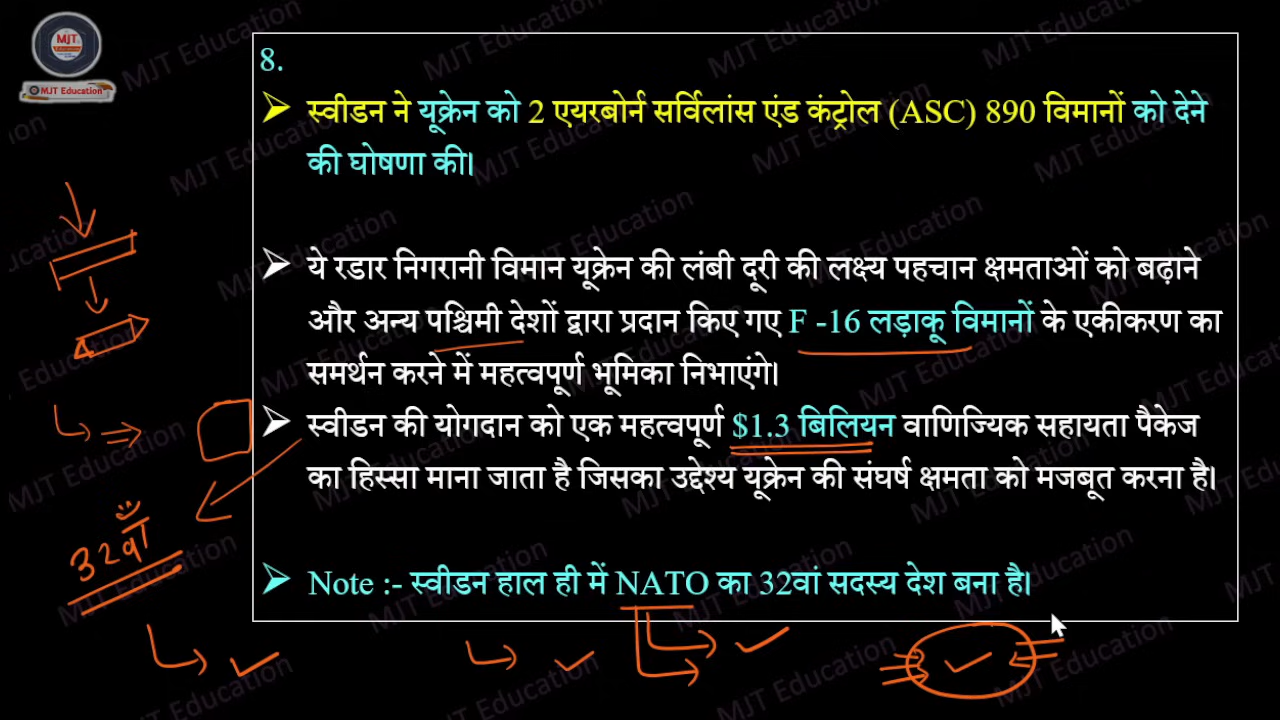 MJT
Education
MJT Education
8.
स्वीडन ने यूक्रेन को 2 एयरबोर्न सर्विलांस एंड कंट्रोल (ASC) 890 विमानों को देने
की घोषणा की।
ये रडार निगरानी विमान यूक्रेन की लंबी दूरी की लक्ष्य पहचान क्षमताओं को बढ़ाने
और अन्य पश्चिमी देशों द्वारा प्रदान किए गए F -16 लड़ाकू विमानों के एकीकरण का
समर्थन करने में महत्वपूर्ण भूमिका निभाएंगे।
स्वीडन की योगदान को एक महत्वपूर्ण $1.3 बिलियन वाणिज्यिक सहायता पैकेज
का हिस्सा माना जाता है जिसका उद्देश्य यूक्रेन की संघर्ष क्षमता को मजबूत करना है।
32वाँ
Note :- स्वीडन हाल ही में NATO का 32वां सदस्य देश बना है।